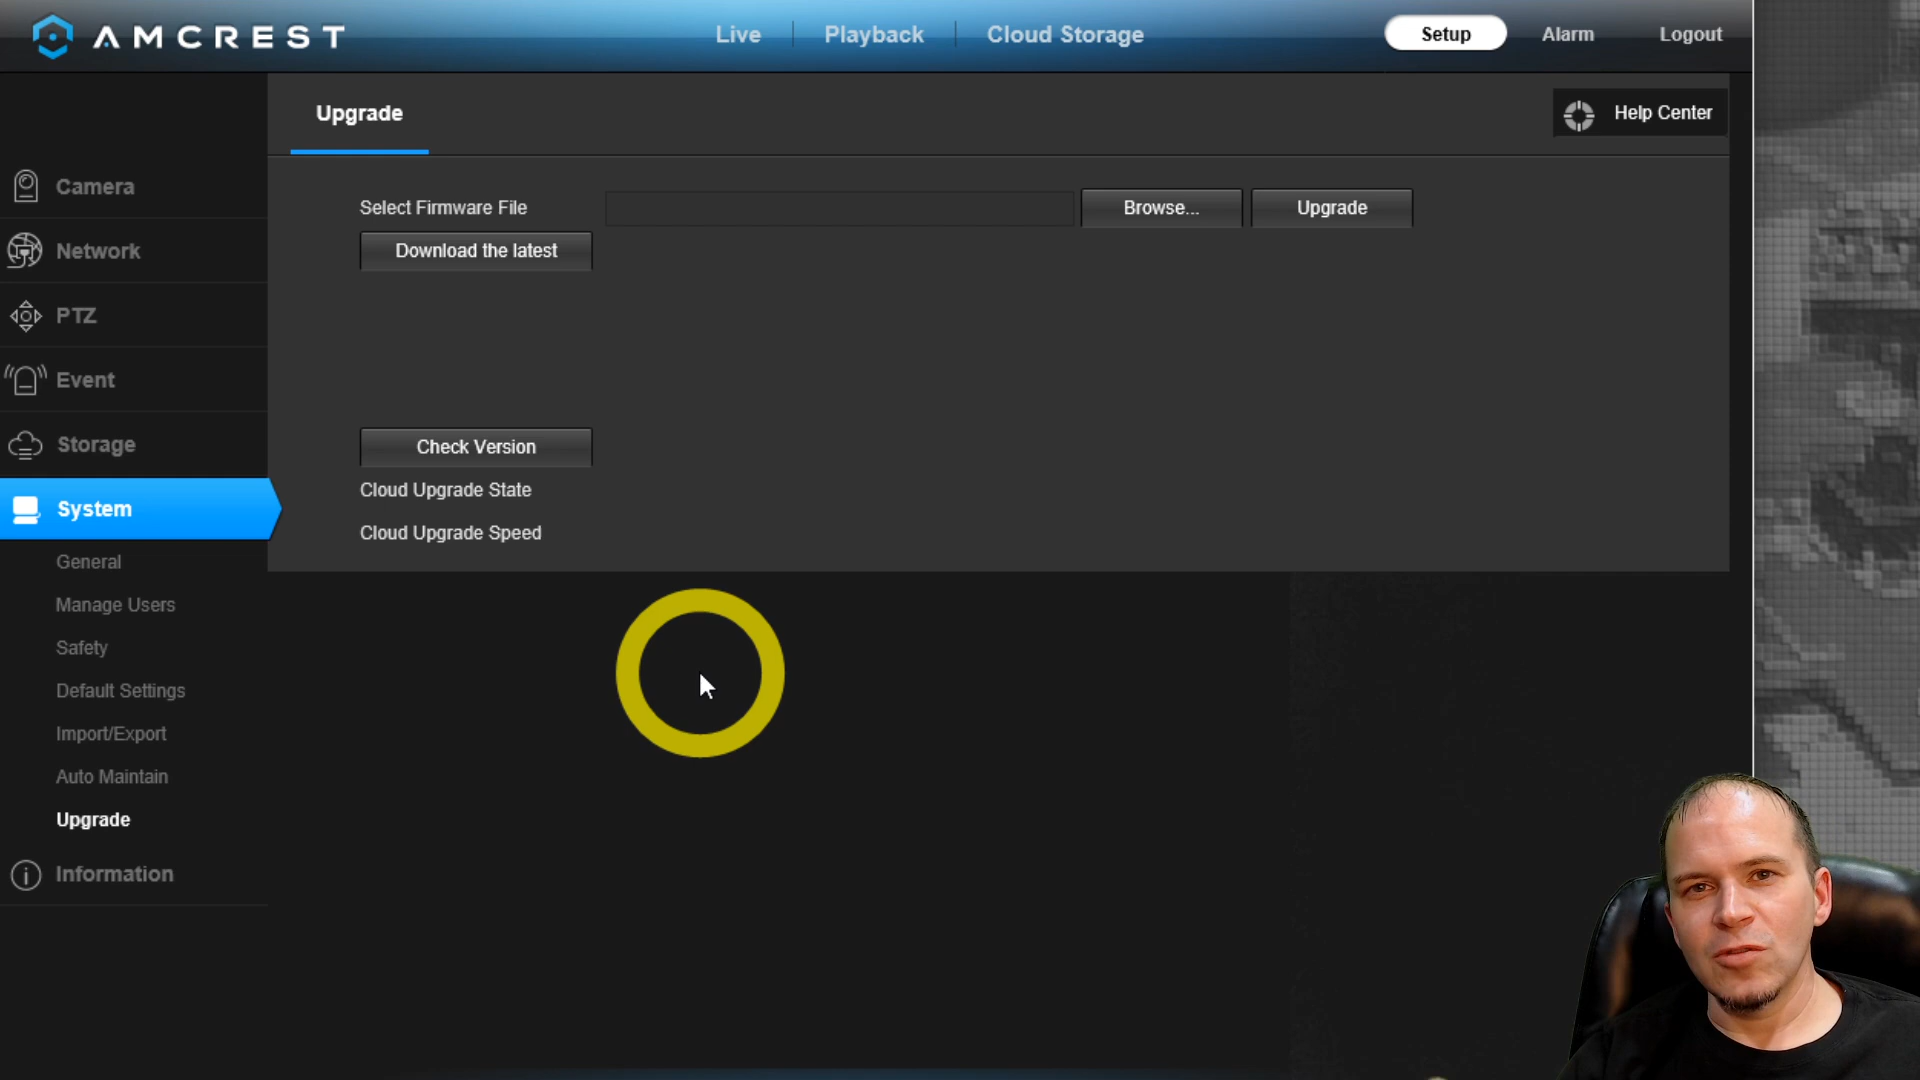 AMCREST
Live
Playback
Cloud Storage
Setup
Alarm
Logout
Upgrade
Help Center
Camera
Network
PTZ
Event
Storage
System
General
Manage Users
Safety
Default Settings
Import/Export
Auto Maintain
Upgrade
Information
Select Firmware File
Browse...
Upgrade
Download the latest
Check Version
Cloud Upgrade State
Cloud Upgrade Speed